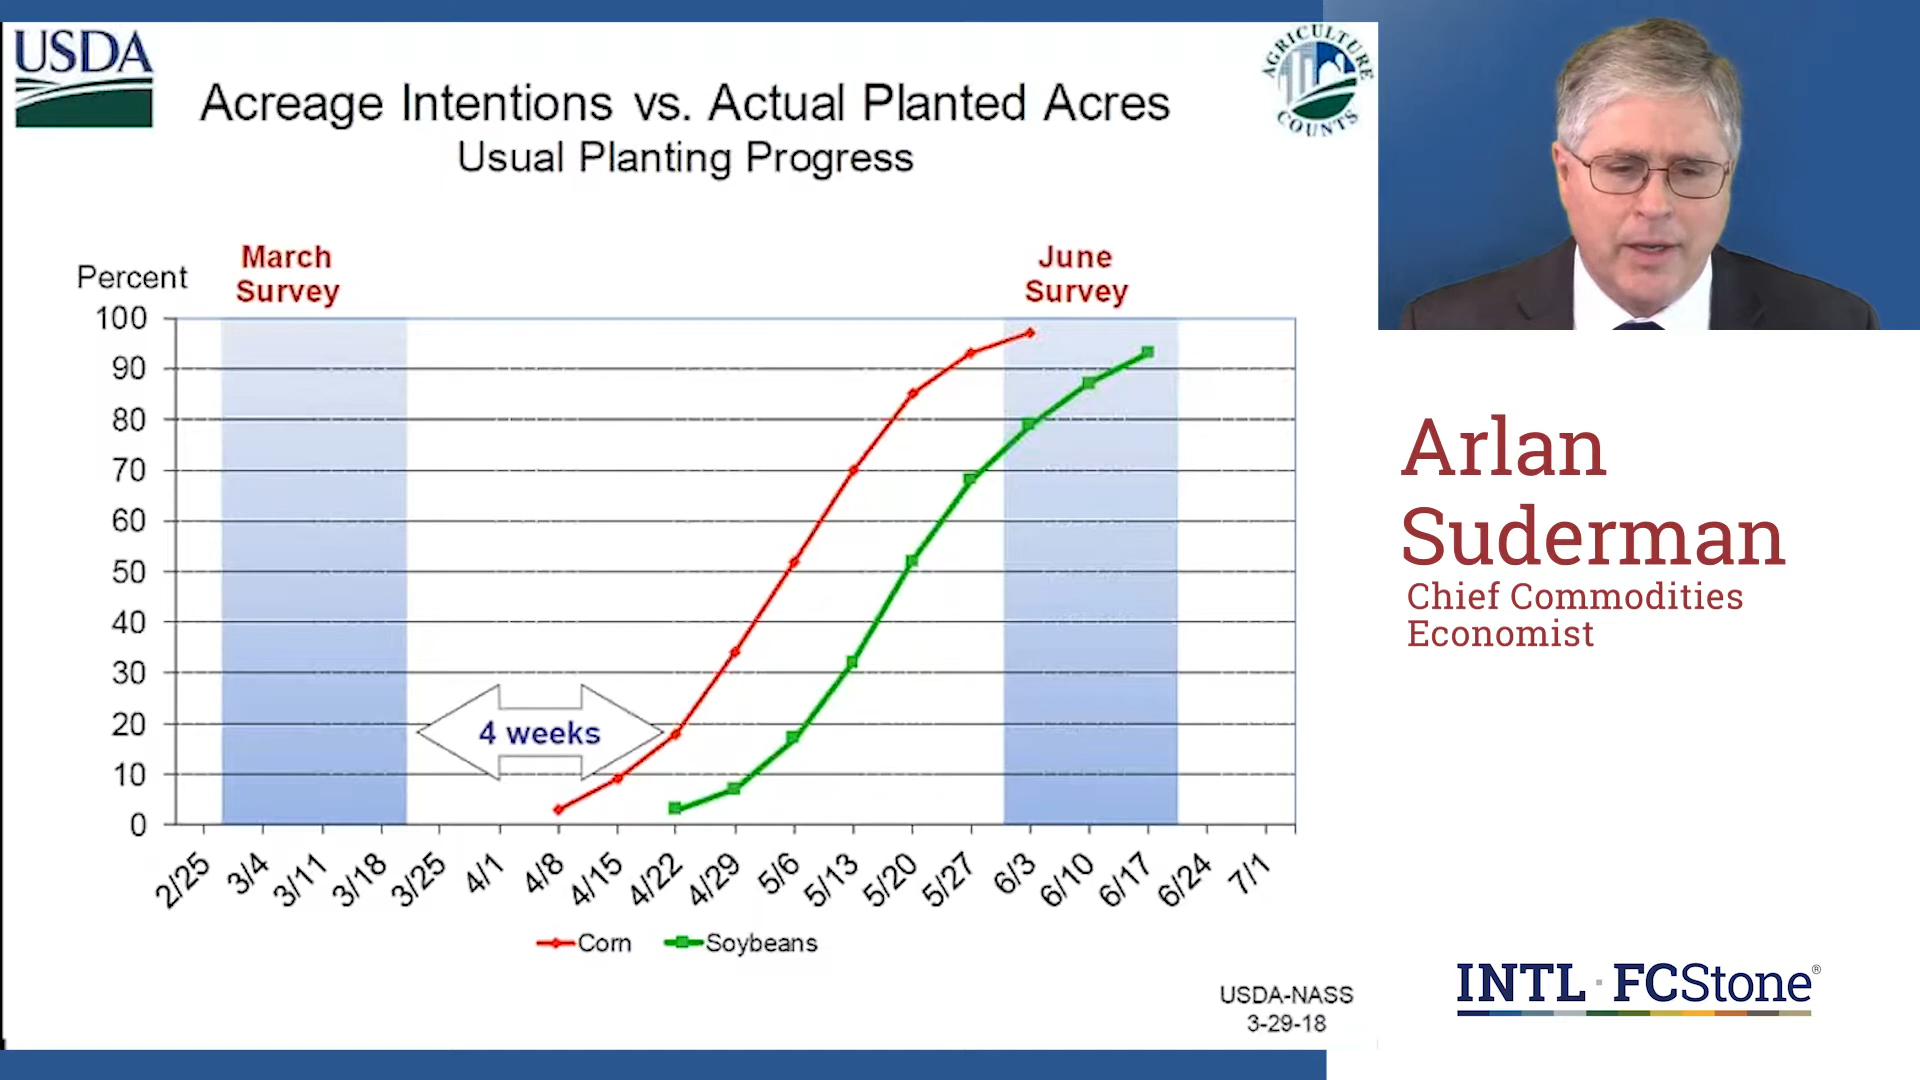 USDA
AGRICULTURE
COUNTS
Acreage Intentions vs. Actual Planted Acres
Usual Planting Progress
March
Survey
June
Survey
Percent
100
90
80
70
60
50
40
30
20
10
0
4 weeks
2/25 3/4 3/11 3/18 3/25 4/1 4/8 4/15 4/22 4/29 5/6 5/13 5/20 5/27 6/3 6/10 6/17 6/24 7/1
Corn Soybeans
USDA-NASS
3-29-18
Arlan
Suderman
Chief Commodities
Economist
INTL FCStone®